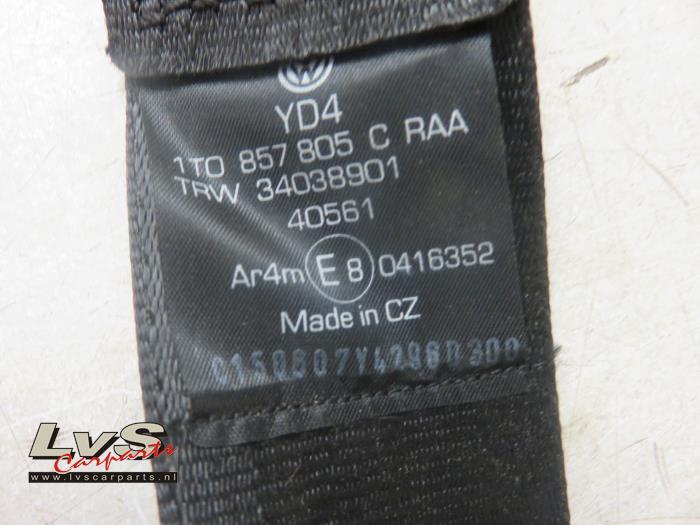 YD4
1T0 857 805 C RAA
TRW 34038901
40561
Ar4m E 8 0416352
Made in CZ
LvS
Carparts
www.lvscarparts.nl